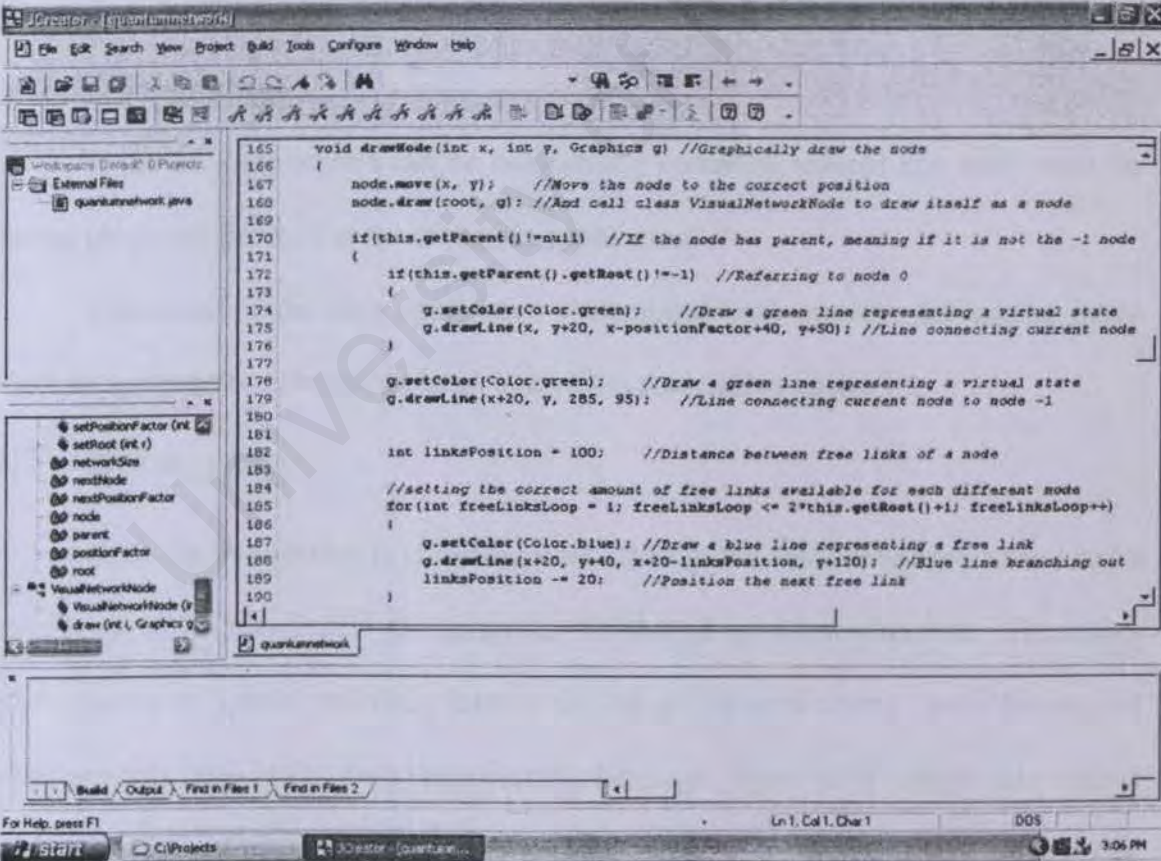 JCreator - [quantumnetwork]
File Edit Search View Project Build Tools Configure Window Help
Workspace Default: 0 Projects
External Files
quantumnetwork.java
setPositionFactor (int
setRoot (int r)
networkSize
nextNode
nextPositionFactor
node
parent
positionFactor
root
VisualNetworkNode
VisualNetworkNode (ir
draw (int i, Graphics g
165 void drawNode(int x, int y, Graphics g) //Graphically draw the node
166 {
167 node.move(x, y); //Move the node to the correct position
168 node.draw(root, g); //And call class VisualNetworkNode to draw itself as a node
169
170 if(this.getParent()!=null) //If the node has parent, meaning if it is not the -1 node
171 {
172 if(this.getParent().getRoot()!=-1) //Referring to node 0
173 {
174 g.setColor(Color.green); //Draw a green line representing a virtual state
175 g.drawLine(x, y+20, x-positionFactor+40, y+50); //Line connecting current node
176 }
177
178 g.setColor(Color.green); //Draw a green line representing a virtual state
179 g.drawLine(x+20, y, 285, 95); //Line connecting current node to node -1
180
181
182 int linksPosition = 100; //Distance between free links of a node
183
184 //setting the correct amount of free links available for each different node
185 for(int freeLinksLoop = 1; freeLinksLoop <= 2*this.getRoot()+1; freeLinksLoop++)
186 {
187 g.setColor(Color.blue); //Draw a blue line representing a free link
188 g.drawLine(x+20, y+40, x+20-linksPosition, y+120); //Blue line branching out
189 linksPosition -= 20; //Position the next free link
190 }
quantumnetwork
Build Output Find in Files 1 Find in Files 2
For Help, press F1
Ln 1, Col 1, Char 1
DOS
start
C:\Projects
JCreator - [quantum...
3:06 PM
University